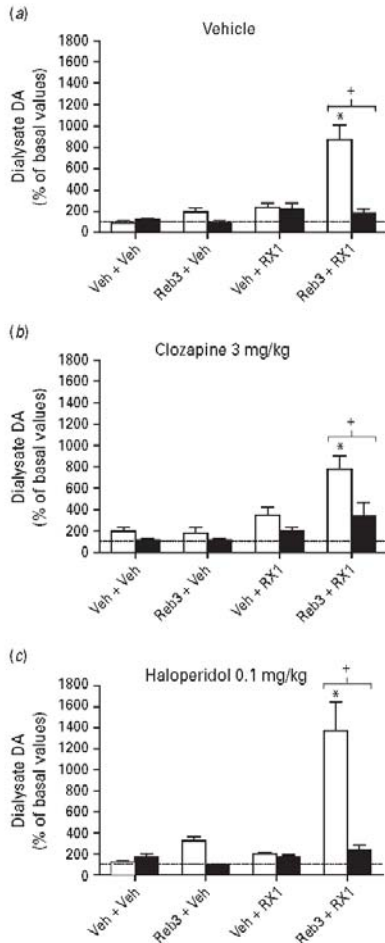 (a)
Vehicle
Dialysate DA
(% of basal values)
1800
1600
1400
1200
1000
800
600
400
200
0
+
*
Veh + Veh
Reb3 + Veh
Veh + RX1
Reb3 + RX1
(b)
Clozapine 3 mg/kg
Dialysate DA
(% of basal values)
1800
1600
1400
1200
1000
800
600
400
200
0
+
*
Veh + Veh
Reb3 + Veh
Veh + RX1
Reb3 + RX1
(c)
Haloperidol 0.1 mg/kg
Dialysate DA
(% of basal values)
1800
1600
1400
1200
1000
800
600
400
200
0
+
*
Veh + Veh
Reb3 + Veh
Veh + RX1
Reb3 + RX1